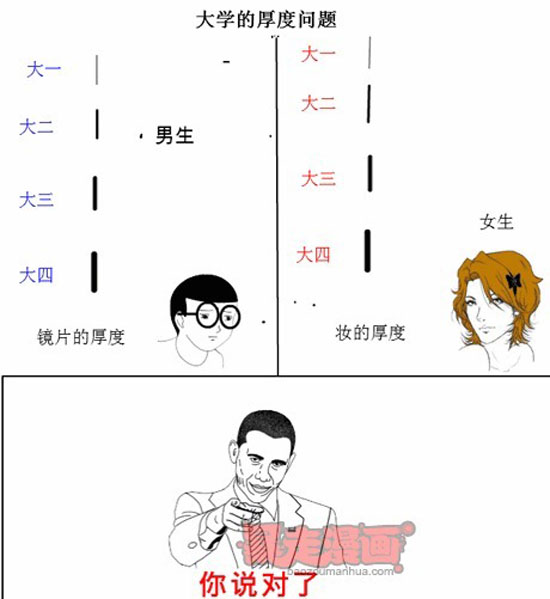 大学的厚度问题
大一
大二
男生
大三
大四
镜片的厚度
大一
大二
大三
女生
大四
妆的厚度
暴走漫画
baozoumanhua.com
你说对了